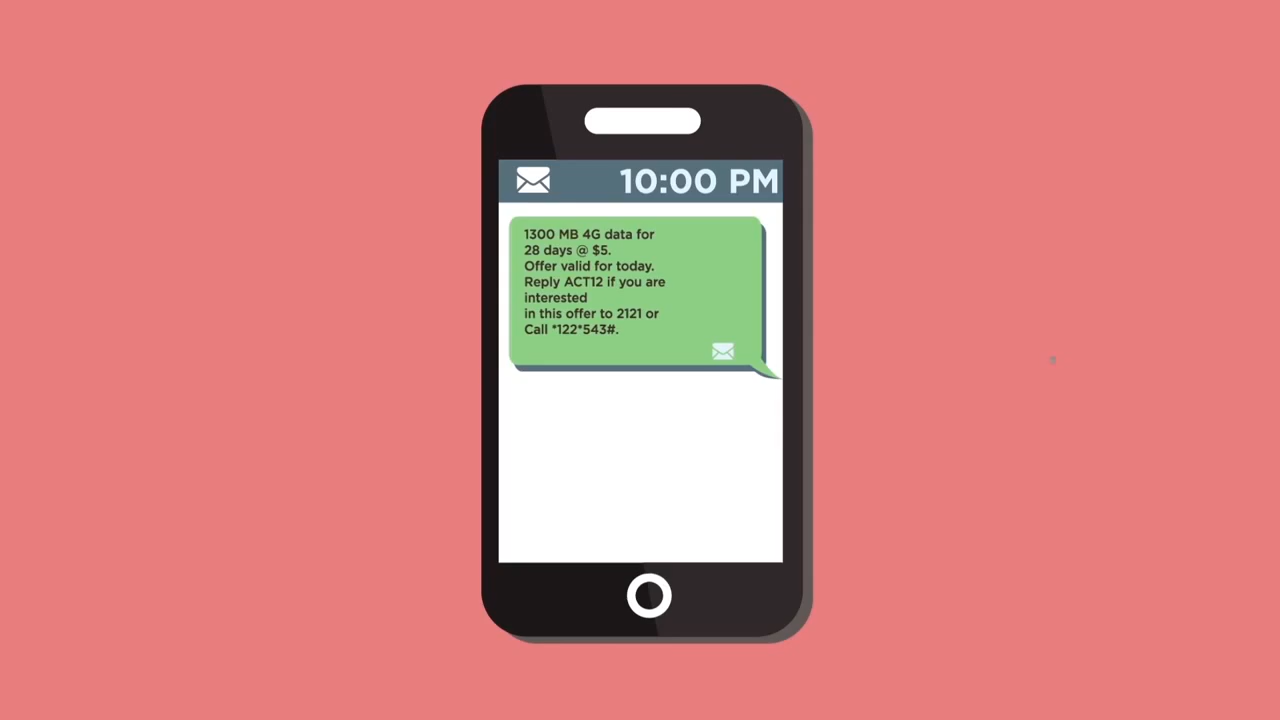 10:00 PM
1300 MB 4G data for
28 days @ $5.
Offer valid for today.
Reply ACT12 if you are
interested
in this offer to 2121 or
Call *122*543#.